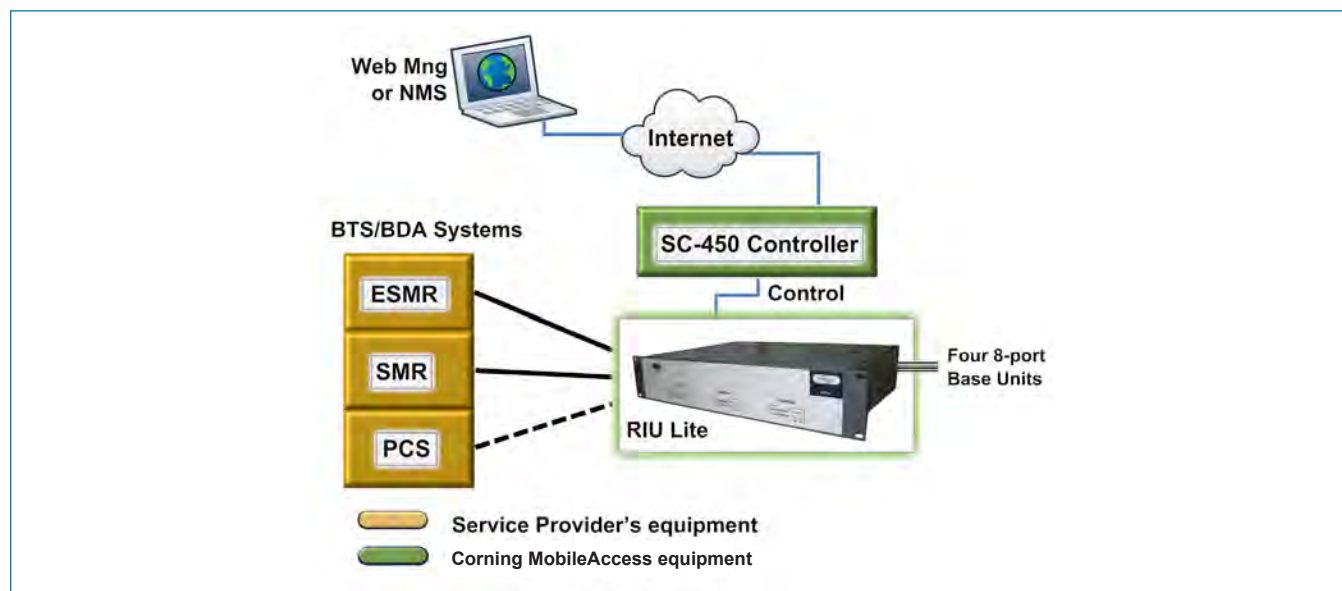 Web Mng
or NMS
Internet
BTS/BDA Systems
SC-450 Controller
ESMR
Control
SMR
Four 8-port
Base Units
RIU Lite
PCS
Service Provider's equipment
Corning MobileAccess equipment